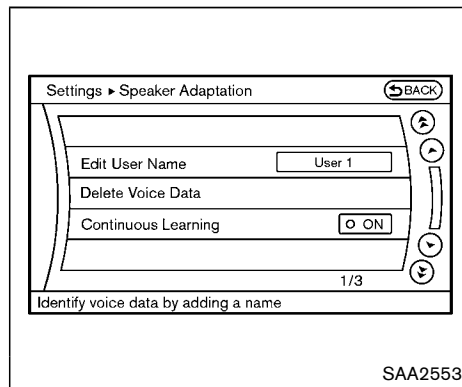 Settings ▸ Speaker Adaptation BACK
Edit User Name User 1
Delete Voice Data
Continuous Learning ON
1/3
Identify voice data by adding a name
SAA2553